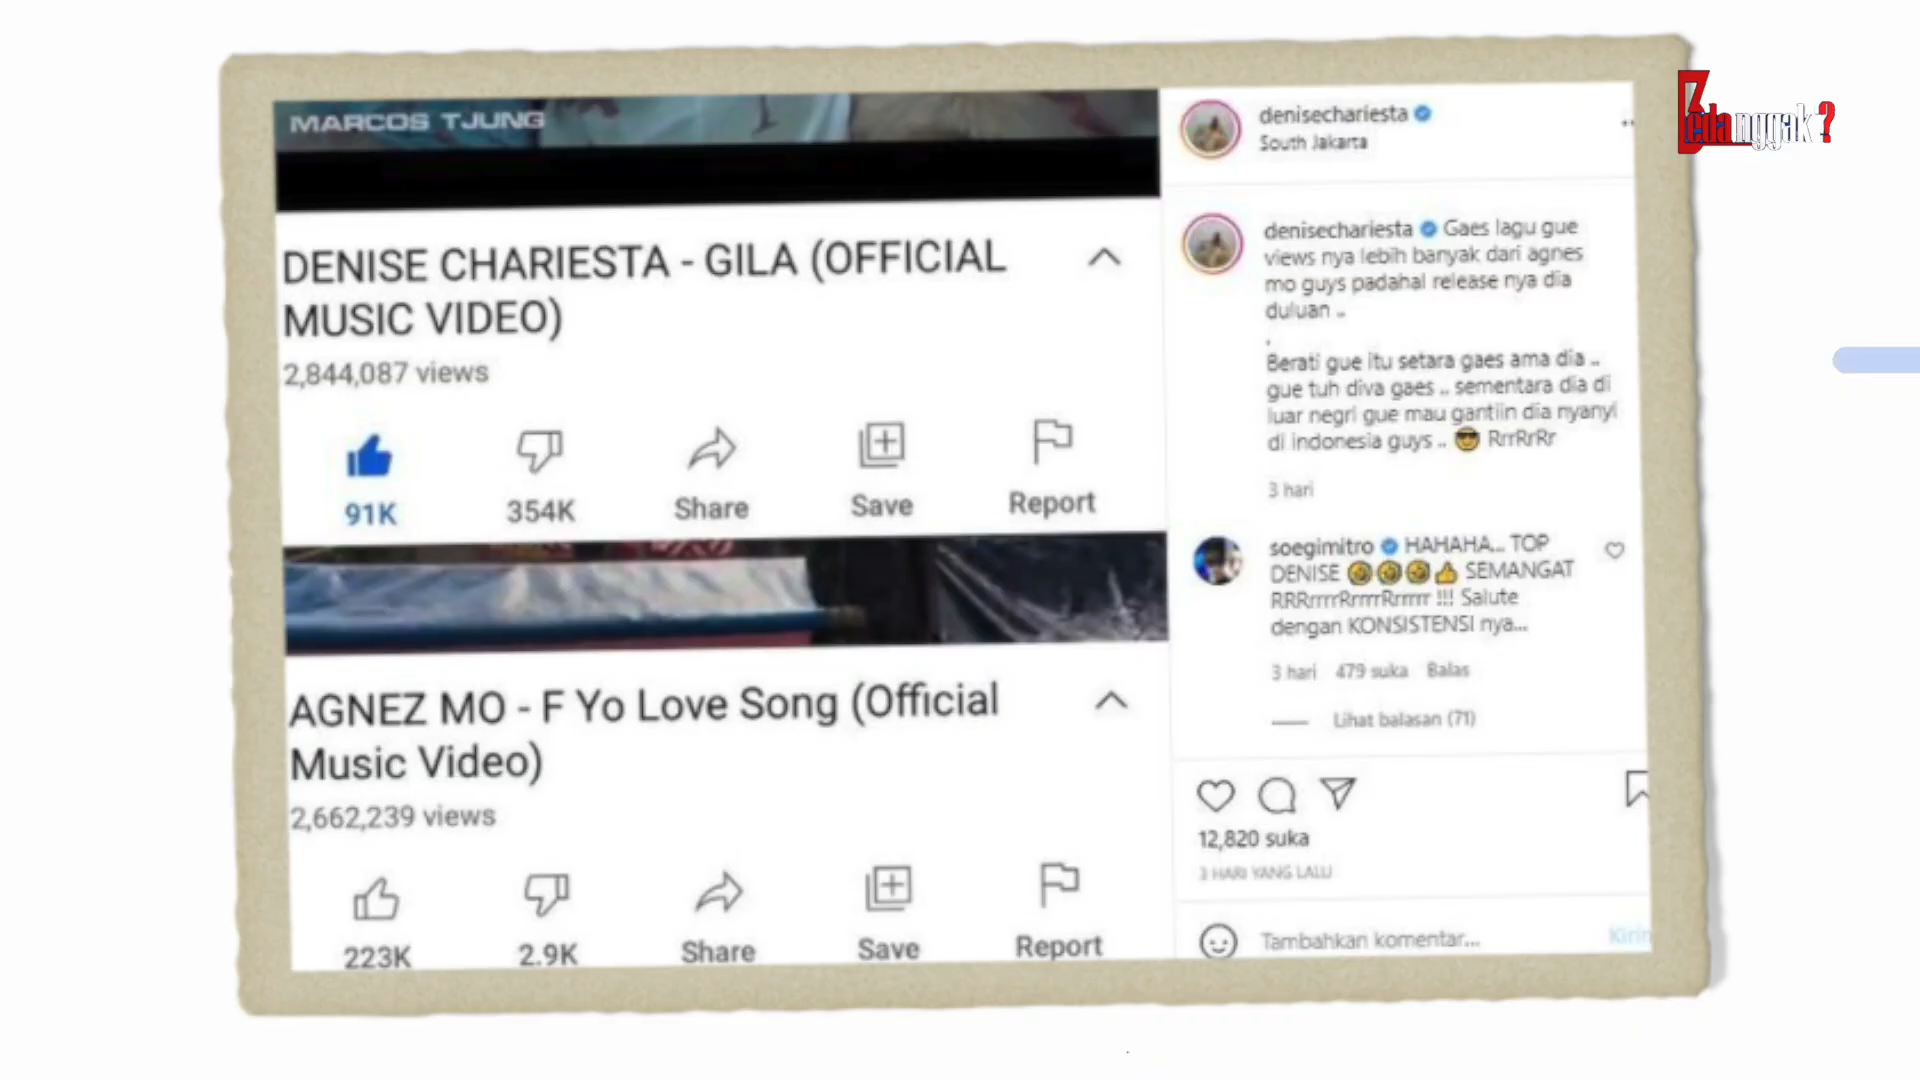 MARCOS TJUNG
DENISE CHARIESTA - GILA (OFFICIAL
MUSIC VIDEO)
2,844,087 views
91K
354K
Share
Save
Report
AGNEZ MO - F Yo Love Song (Official
Music Video)
2,662,239 views
223K
2.9K
Share
Save
Report
denisechariesta
South Jakarta
denisechariesta Gaes lagu gue
views nya lebih banyak dari agnes
mo guys padahal release nya dia
duluan ..
.
Berati gue itu setara gaes ama dia ..
gue tuh diva gaes .. sementara dia di
luar negri gue mau gantiin dia nyanyi
di indonesia guys .. 😎 RrrRrRr
3 hari
soegimitro HAHAHA... TOP
DENISE 🤣🤣🤣👍 SEMANGAT
RRRrrrrRrrrrRrrrrr !!! Salute
dengan KONSISTENSI nya...
3 hari 479 suka Balas
Lihat balasan (71)
12,820 suka
3 HARI YANG LALU
Tambahkan komentar...
Kirim
Bedanggak?